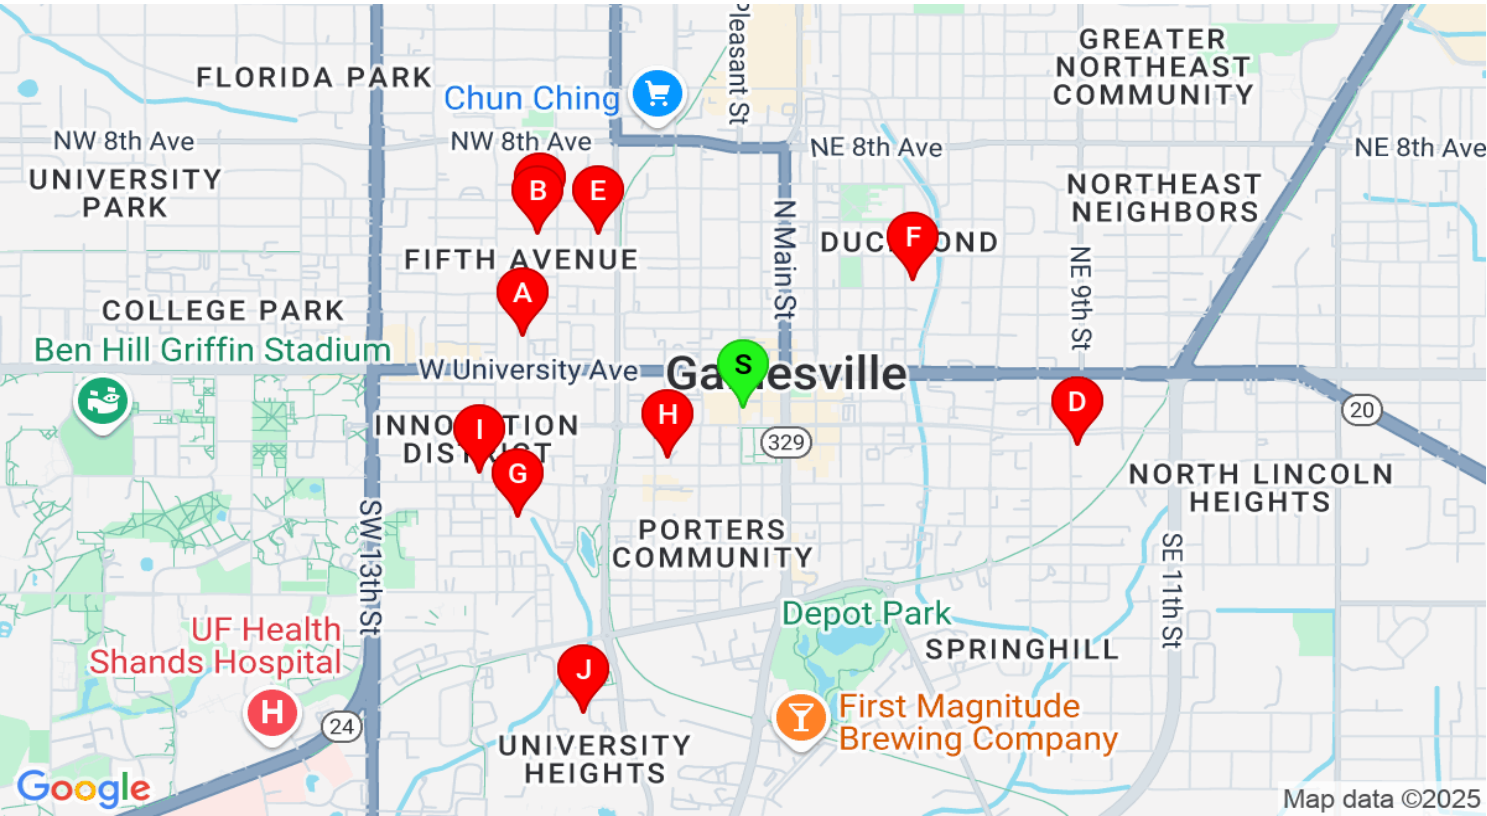 GREATER
NORTHEAST
COMMUNITY
Pleasant St
FLORIDA PARK
Chun Ching
NW 8th Ave
NW 8th Ave
NE 8th Ave
NE 8th Ave
UNIVERSITY
PARK
B
E
NORTHEAST
NEIGHBORS
N Main St
F
FIFTH AVENUE
NE 9th St
A
COLLEGE PARK
Ben Hill Griffin Stadium
W University Ave
S
D
20
H
I
329
G
NORTH LINCOLN
HEIGHTS
SW 13th St
PORTERS
COMMUNITY
SE 11th St
Depot Park
UF Health
Shands Hospital
SPRINGHILL
J
H
24
First Magnitude
Brewing Company
UNIVERSITY
HEIGHTS
Google
Map data ©2025